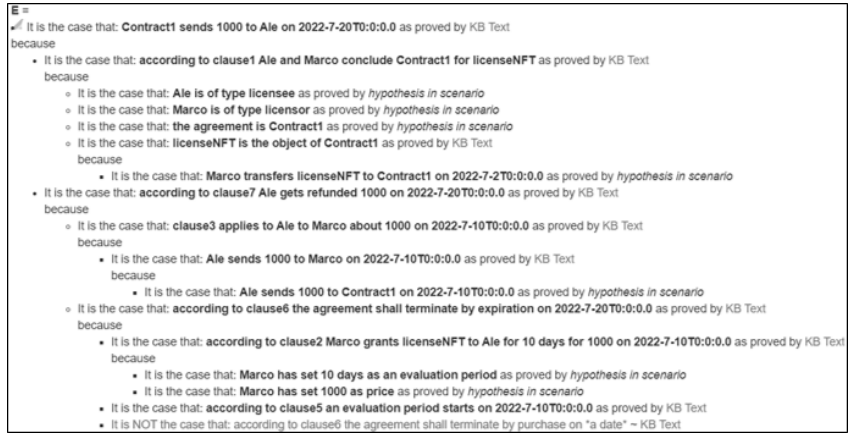 E =
It is the case that: Contract1 sends 1000 to Ale on 2022-7-20T0:0:0.0 as proved by KB Text
because
• It is the case that: according to clause1 Ale and Marco conclude Contract1 for licenseNFT as proved by KB Text
because
◦ It is the case that: Ale is of type licensee as proved by hypothesis in scenario
◦ It is the case that: Marco is of type licensor as proved by hypothesis in scenario
◦ It is the case that: the agreement is Contract1 as proved by hypothesis in scenario
◦ It is the case that: licenseNFT is the object of Contract1 as proved by KB Text
because
▪ It is the case that: Marco transfers licenseNFT to Contract1 on 2022-7-2T0:0:0.0 as proved by hypothesis in scenario
• It is the case that: according to clause7 Ale gets refunded 1000 on 2022-7-20T0:0:0.0 as proved by KB Text
because
◦ It is the case that: clause3 applies to Ale to Marco about 1000 on 2022-7-10T0:0:0.0 as proved by KB Text
because
▪ It is the case that: Ale sends 1000 to Marco on 2022-7-10T0:0:0.0 as proved by KB Text
because
▪ It is the case that: Ale sends 1000 to Contract1 on 2022-7-10T0:0:0.0 as proved by hypothesis in scenario
◦ It is the case that: according to clause6 the agreement shall terminate by expiration on 2022-7-20T0:0:0.0 as proved by KB Text
because
▪ It is the case that: according to clause2 Marco grants licenseNFT to Ale for 10 days for 1000 on 2022-7-10T0:0:0.0 as proved by KB Text
because
▪ It is the case that: Marco has set 10 days as an evaluation period as proved by hypothesis in scenario
▪ It is the case that: Marco has set 1000 as price as proved by hypothesis in scenario
▪ It is the case that: according to clause5 an evaluation period starts on 2022-7-10T0:0:0.0 as proved by KB Text
▪ It is NOT the case that: according to clause6 the agreement shall terminate by purchase on *a date* ~ KB Text